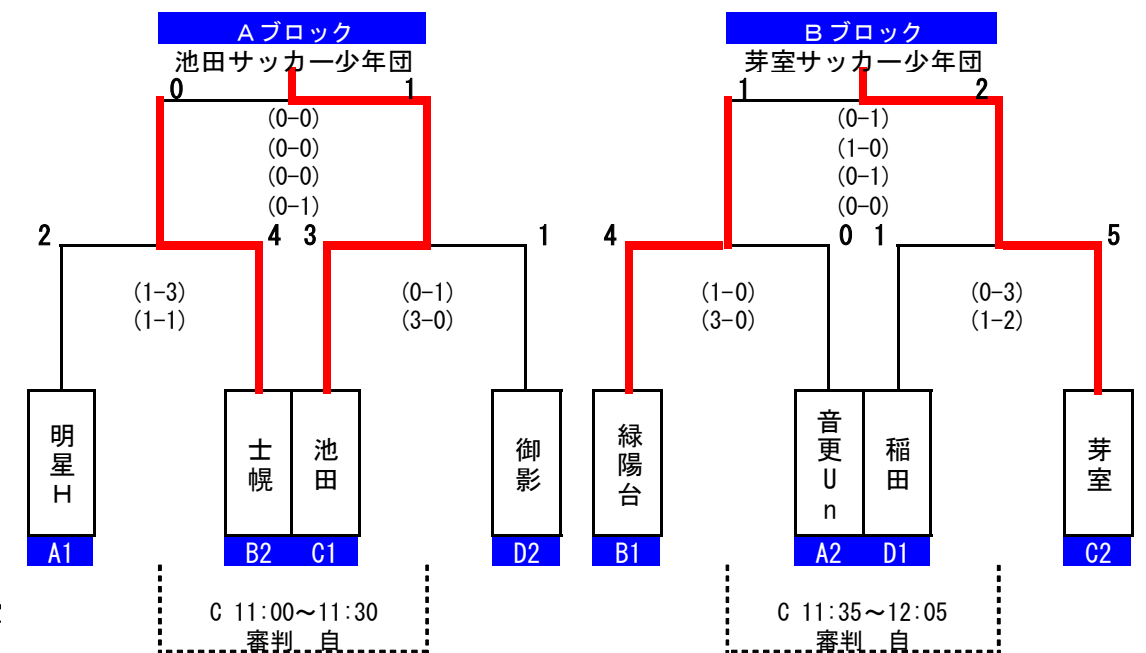 Aブロック
池田サッカー少年団
0
1
(0-0)
(0-0)
(0-0)
(0-1)
2
4
3
1
(1-3)
(1-1)
(0-1)
(3-0)
明星H
士幌
池田
御影
A1
B2
C1
D2
C 11:00～11:30
審判 自
Bブロック
芽室サッカー少年団
1
2
(0-1)
(1-0)
(0-1)
(0-0)
4
0
1
5
(1-0)
(3-0)
(0-3)
(1-2)
緑陽台
音更Un
稲田
芽室
B1
A2
D1
C2
C 11:35～12:05
審判 自